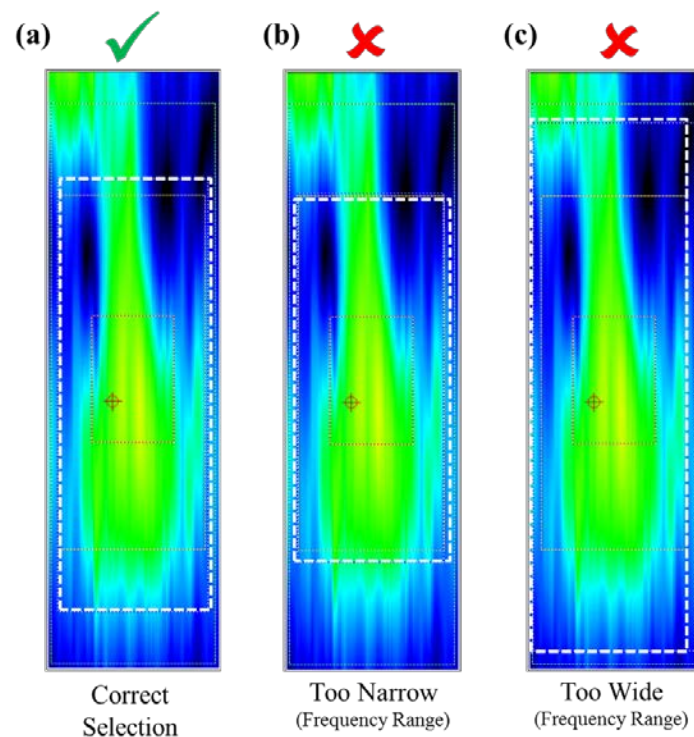 (a)
(b)
(c)
Correct
Selection
Too Narrow
(Frequency Range)
Too Wide
(Frequency Range)